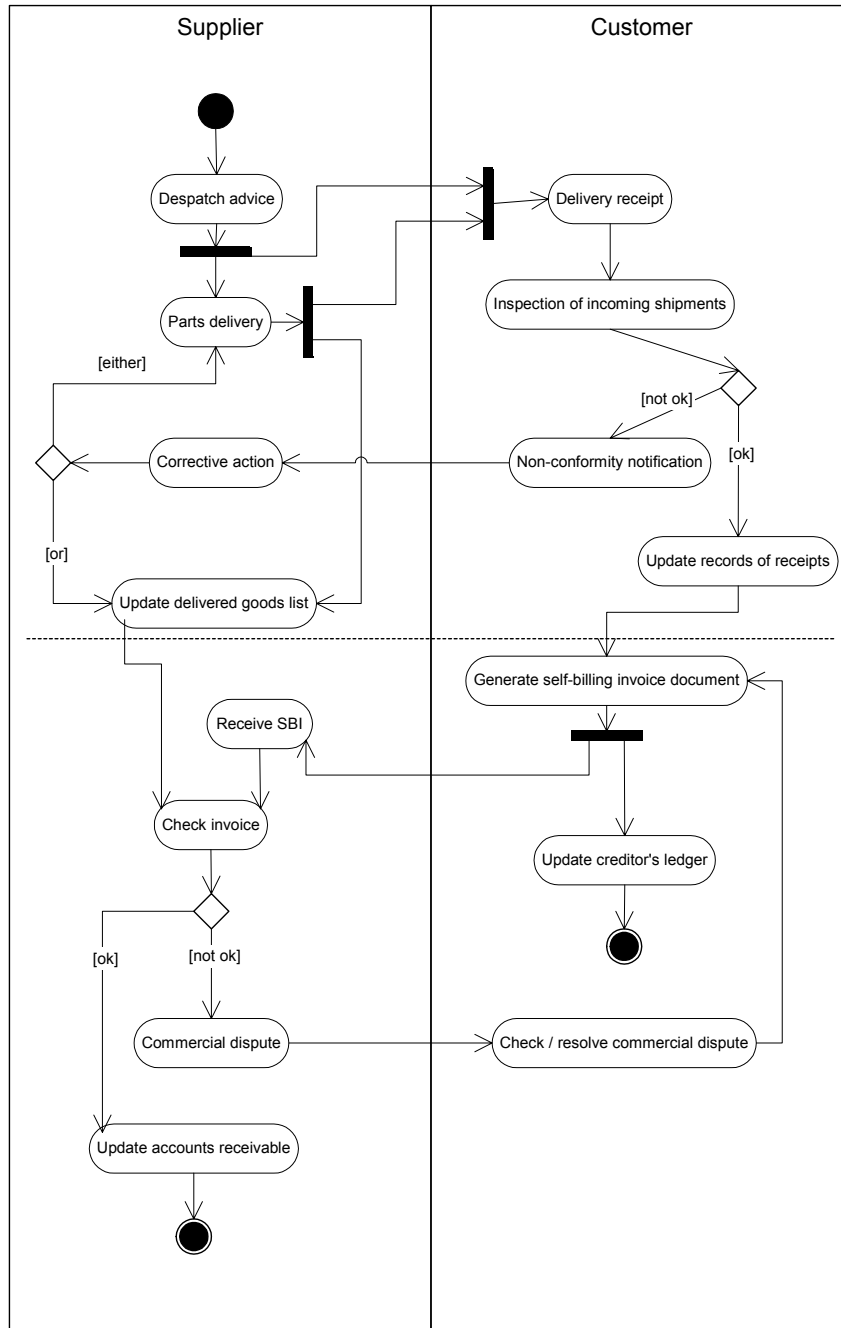 Supplier
Customer
Despatch advice
Delivery receipt
Parts delivery
Inspection of incoming shipments
[either]
[not ok]
Corrective action
Non-conformity notification
[ok]
[or]
Update records of receipts
Update delivered goods list
Generate self-billing invoice document
Receive SBI
Check invoice
Update creditor's ledger
[ok]
[not ok]
Commercial dispute
Check / resolve commercial dispute
Update accounts receivable